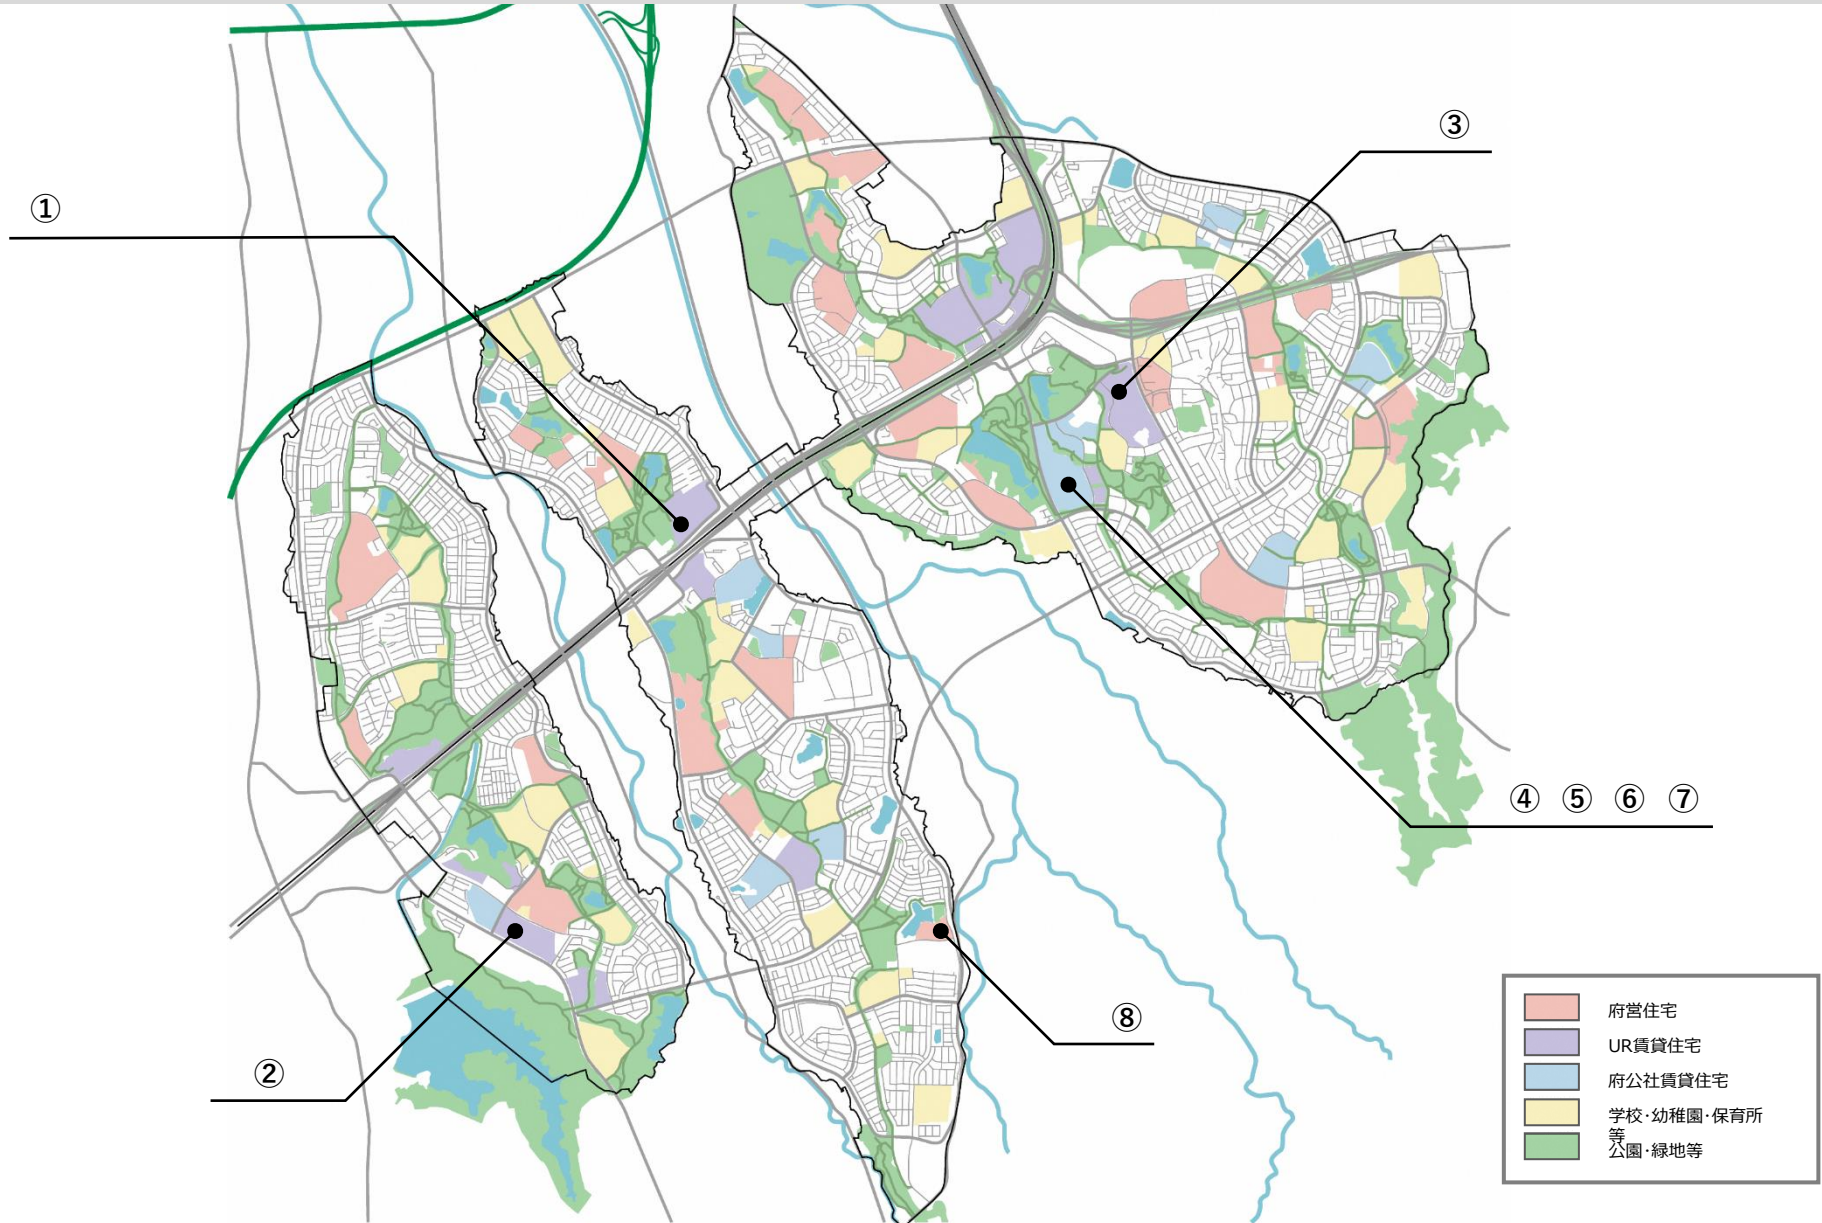 ③
①
④ ⑤ ⑥ ⑦
⑧
②
府営住宅
UR賃貸住宅
府公社賃貸住宅
学校･幼稚園･保育所
等
公園･緑地等